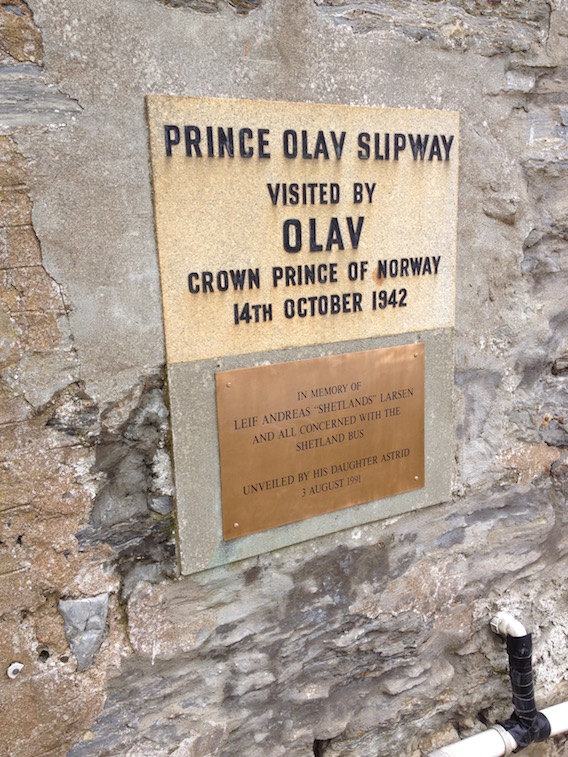 PRINCE OLAV SLIPWAY
VISITED BY
OLAV
CROWN PRINCE OF NORWAY
14TH OCTOBER 1942
IN MEMORY OF
LEIF ANDREAS "SHETLANDS" LARSEN
AND ALL CONCERNED WITH THE
SHETLAND BUS
UNVEILED BY HIS DAUGHTER ASTRID
3 AUGUST 1991